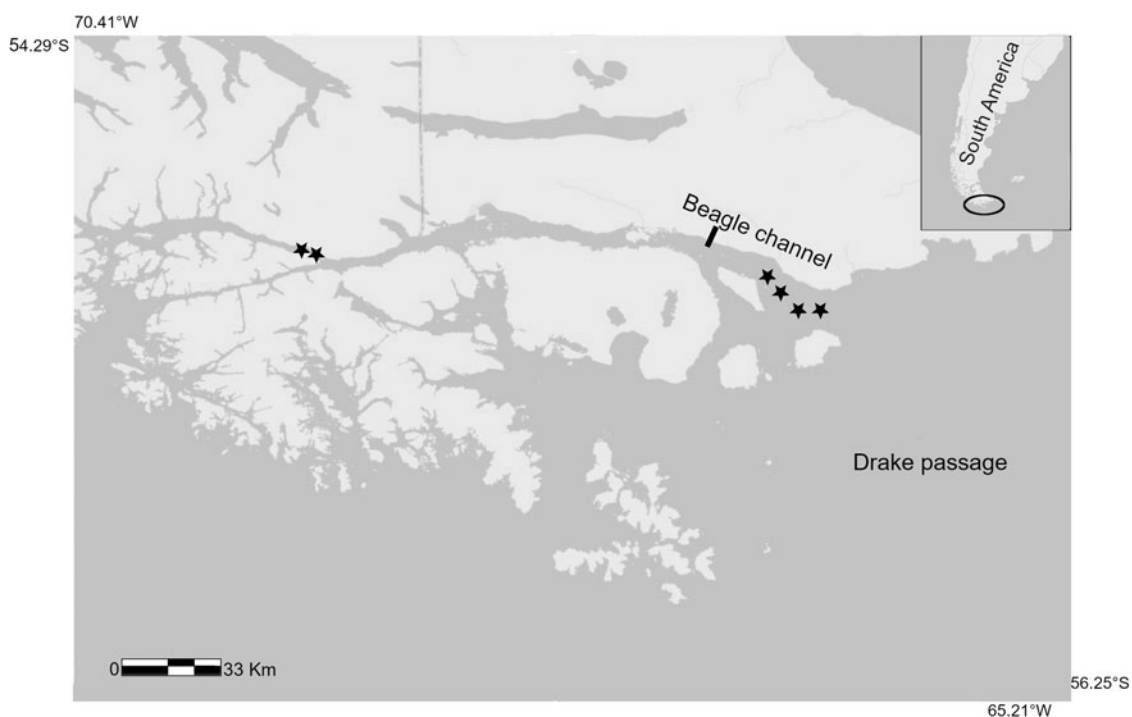 70.41°W
54.29°S
South America
Beagle channel
Drake passage
0 33 Km
56.25°S
65.21°W